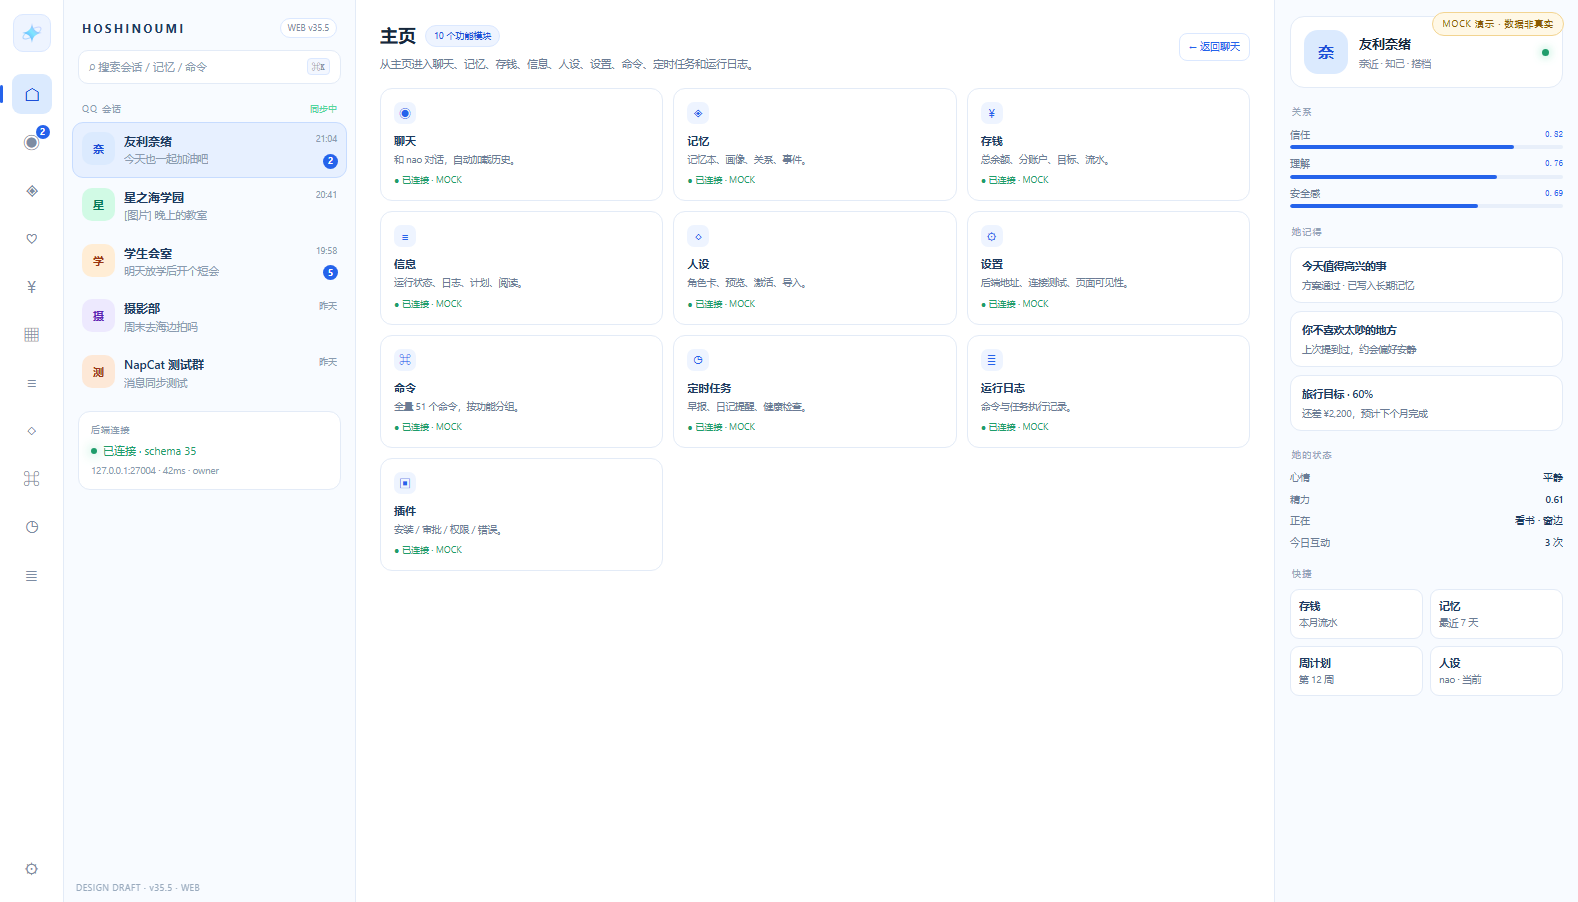 2
HOSHINOUMI
WEB v35.5
搜索会话 / 记忆 / 命令
⌘K
QQ 会话
同步中
奈
友利奈绪
21:04
今天也一起加油吧
2
星
星之海学园
20:41
[图片] 晚上的教室
学
学生会室
19:58
明天放学后开个短会
5
摄
摄影部
昨天
周末去海边拍吗
测
NapCat 测试群
昨天
消息同步测试
后端连接
已连接 · schema 35
127.0.0.1:27004 · 42ms · owner
DESIGN DRAFT · v35.5 · WEB
主页
10 个功能模块
从主页进入聊天、记忆、存钱、信息、人设、设置、命令、定时任务和运行日志。
← 返回聊天
聊天
和 nao 对话，自动加载历史。
● 已连接 · MOCK
记忆
记忆本、画像、关系、事件。
● 已连接 · MOCK
¥
存钱
总余额、分账户、目标、流水。
● 已连接 · MOCK
信息
运行状态、日志、计划、阅读。
● 已连接 · MOCK
人设
角色卡、预览、激活、导入。
● 已连接 · MOCK
设置
后端地址、连接测试、页面可见性。
● 已连接 · MOCK
命令
全量 51 个命令，按功能分组。
● 已连接 · MOCK
定时任务
早报、日记提醒、健康检查。
● 已连接 · MOCK
运行日志
命令与任务执行记录。
● 已连接 · MOCK
插件
安装 / 审批 / 权限 / 错误。
● 已连接 · MOCK
MOCK 演示 · 数据非真实
奈
友利奈绪
亲近 · 知己 · 搭档
关系
信任
0.82
理解
0.76
安全感
0.69
她记得
今天值得高兴的事
方案通过 · 已写入长期记忆
你不喜欢太吵的地方
上次提到过，约会偏好安静
旅行目标 · 60%
还差 ¥2,200，预计下个月完成
她的状态
心情
平静
精力
0.61
正在
看书 · 窗边
今日互动
3 次
快捷
存钱
本月流水
记忆
最近 7 天
周计划
第 12 周
人设
nao · 当前